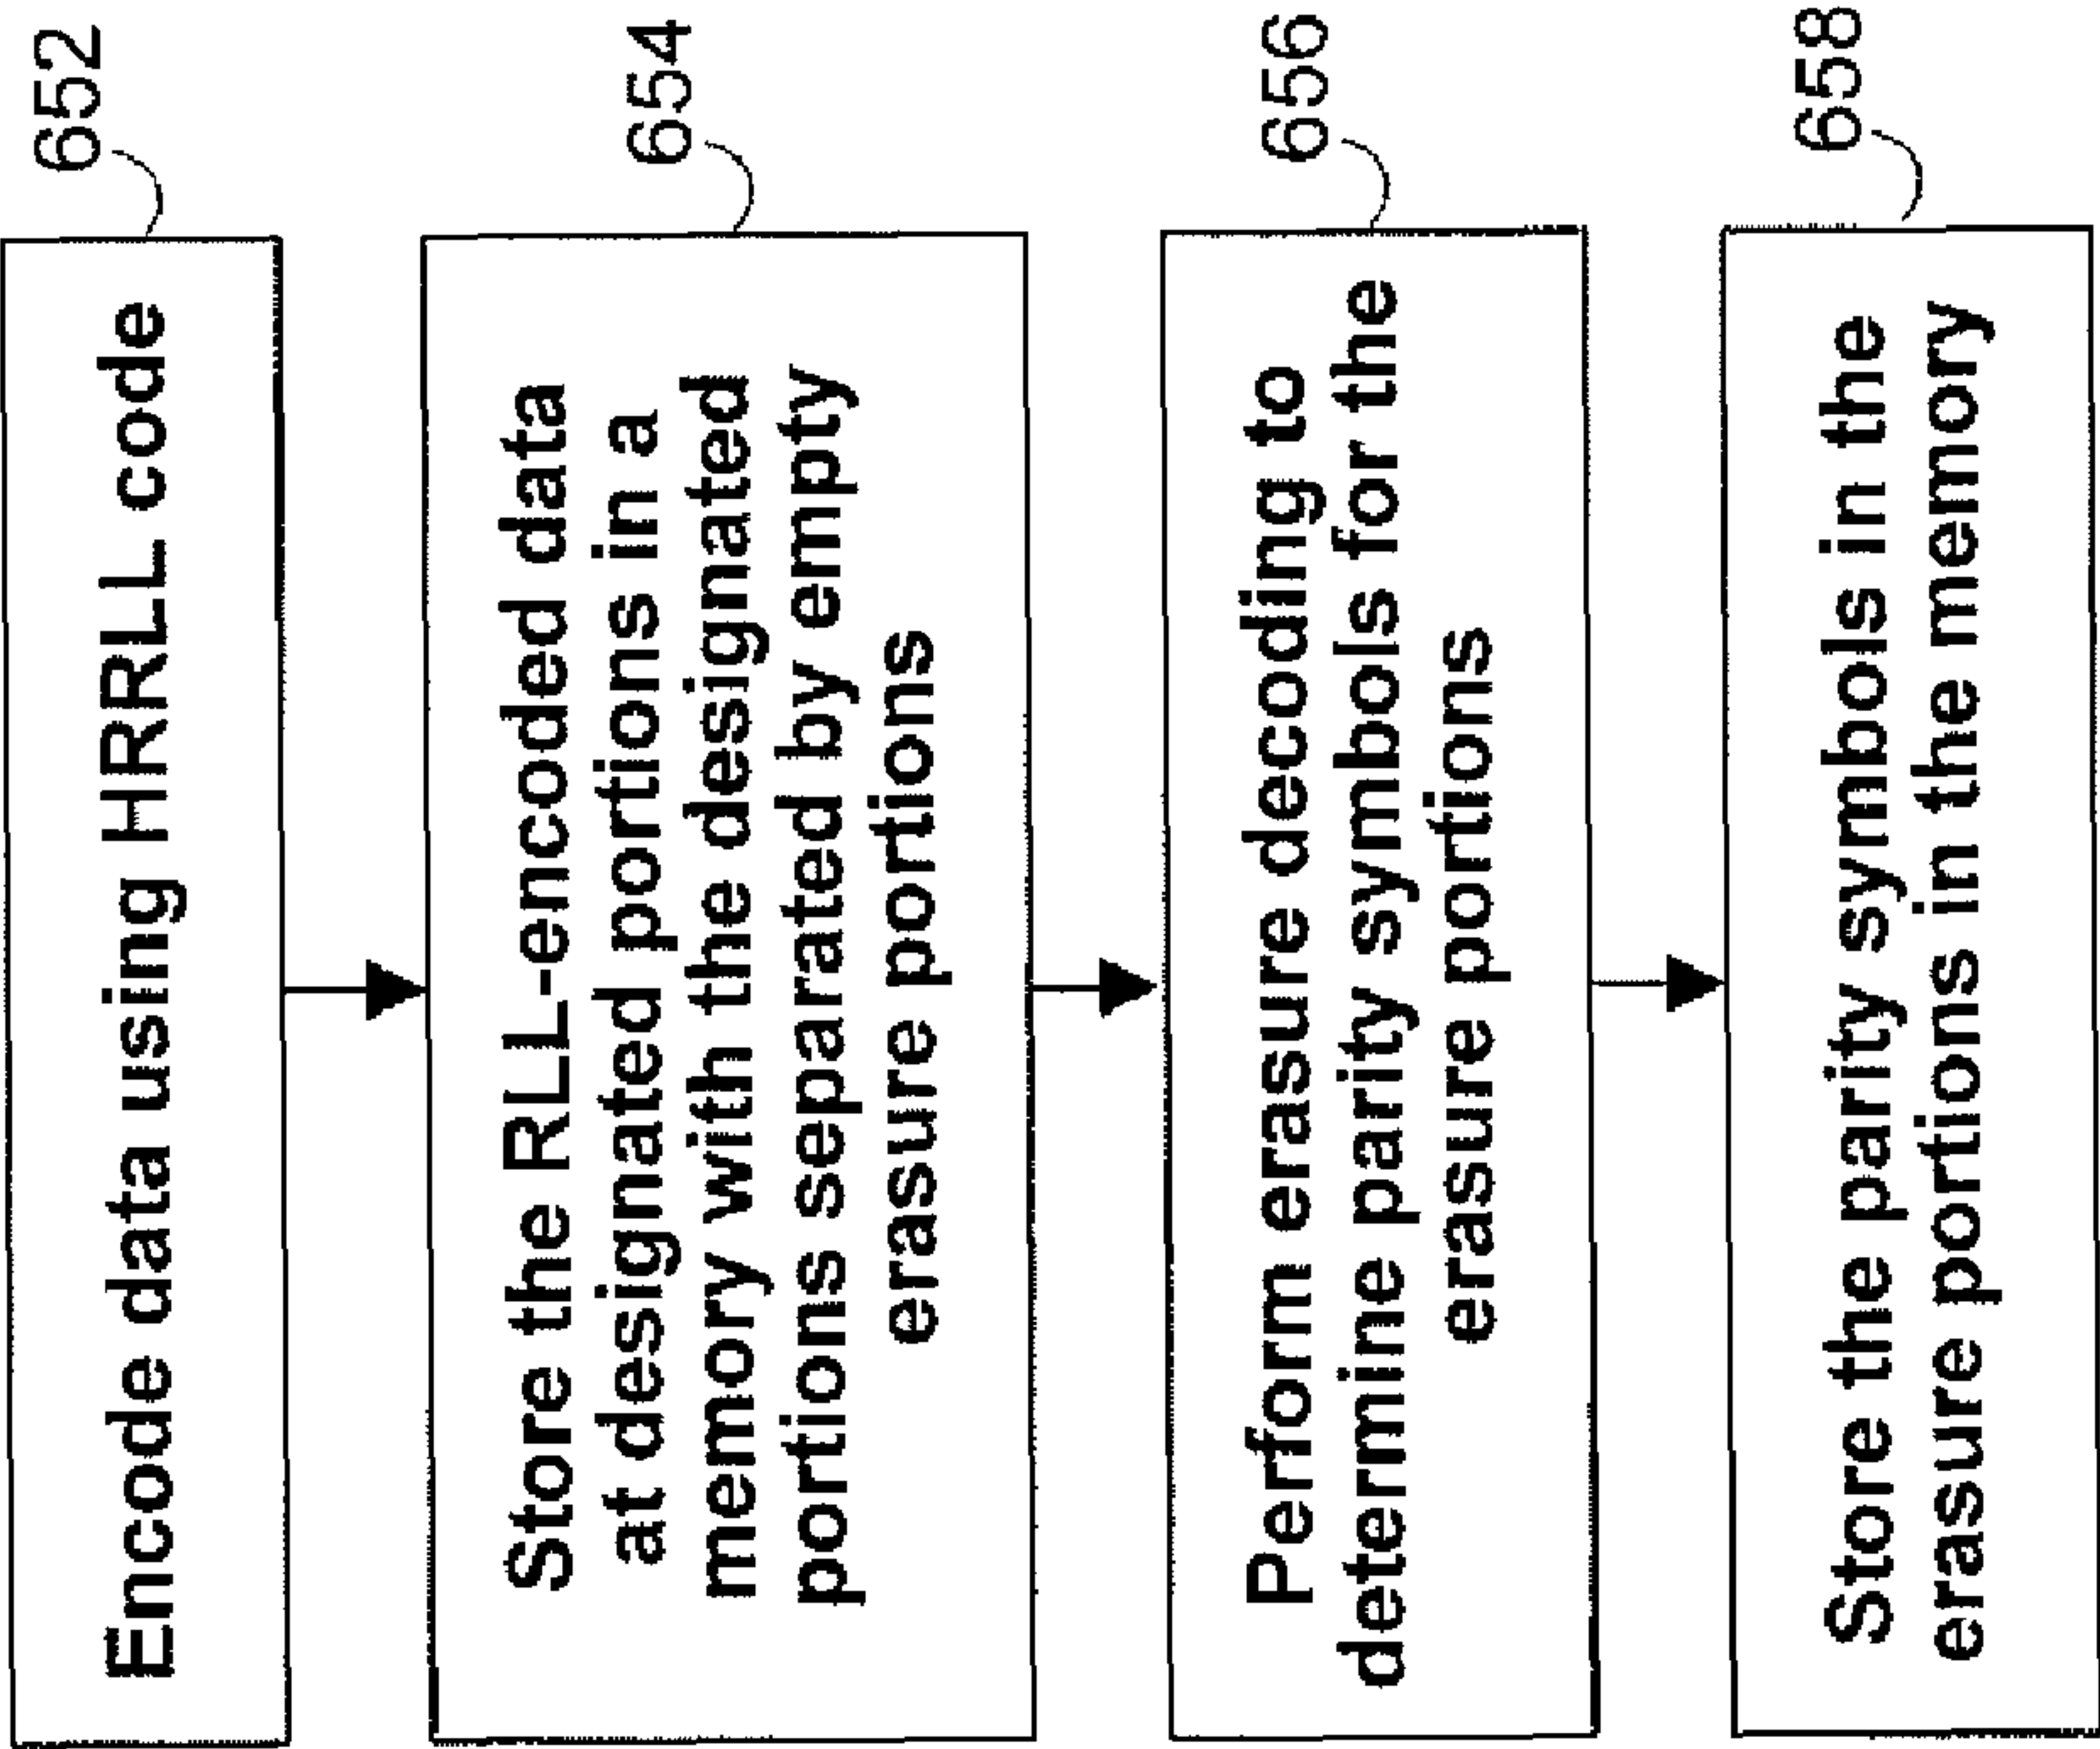 Encode data using HRRLL code
652
Store the RLL-encoded data
at designated portions in a
memory with the designated
portions separated by empty
erasure portions
654
Perform erasure decoding to
determine parity symbols for the
erasure portions
656
Store the parity symbols in the
erasure portions in the memory
658